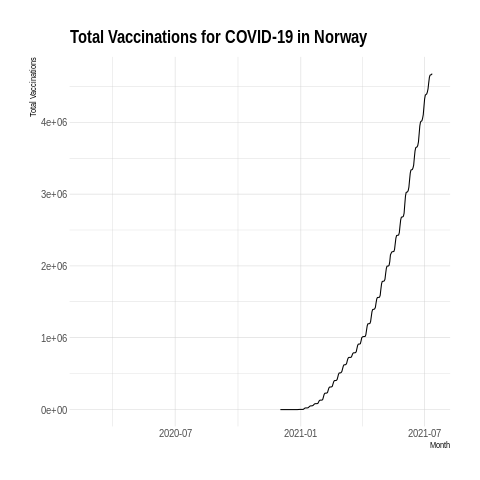 Total Vaccinations for COVID-19 in Norway
Total Vaccinations
4e+06
3e+06
2e+06
1e+06
0e+00
2020-07 2021-01 2021-07
Month